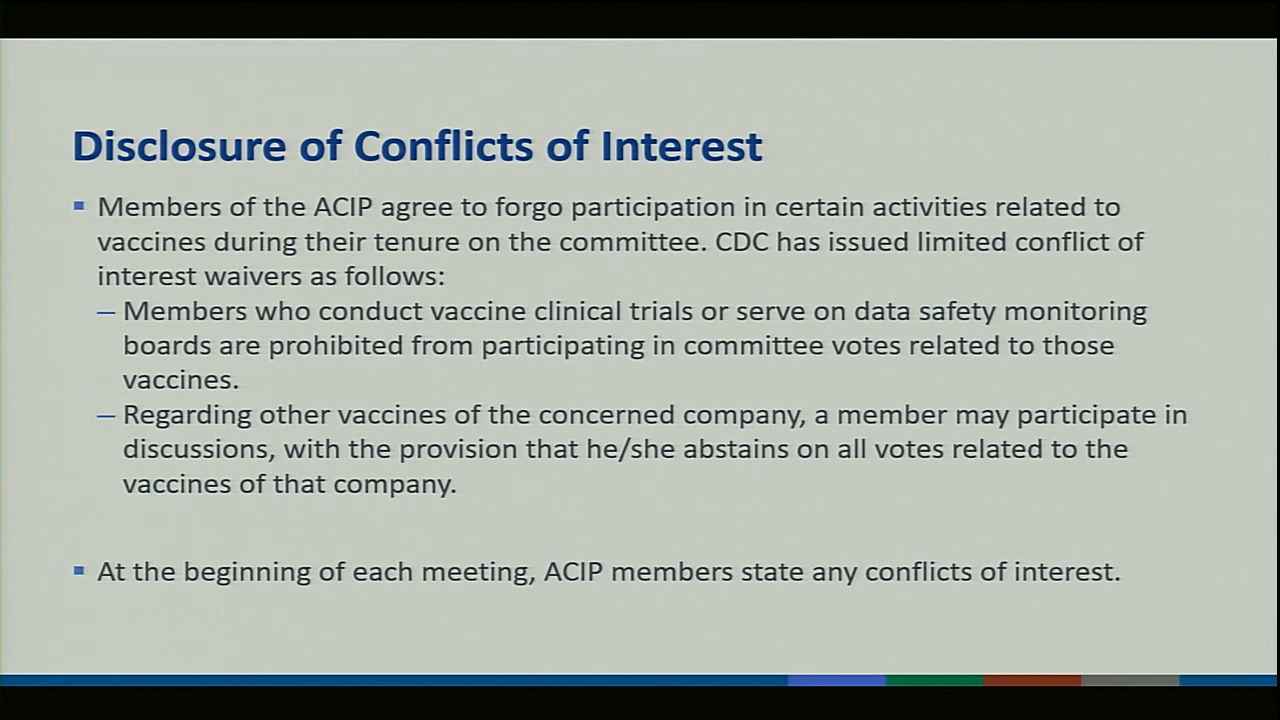 Disclosure of Conflicts of Interest
▪ Members of the ACIP agree to forgo participation in certain activities related to
vaccines during their tenure on the committee. CDC has issued limited conflict of
interest waivers as follows:
– Members who conduct vaccine clinical trials or serve on data safety monitoring
boards are prohibited from participating in committee votes related to those
vaccines.
– Regarding other vaccines of the concerned company, a member may participate in
discussions, with the provision that he/she abstains on all votes related to the
vaccines of that company.
▪ At the beginning of each meeting, ACIP members state any conflicts of interest.